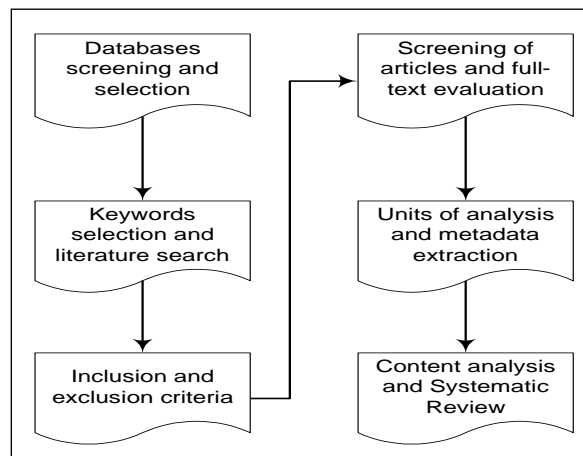 Databases
screening and
selection
Keywords
selection and
literature search
Inclusion and
exclusion criteria
Screening of
articles and full-
text evaluation
Units of analysis
and metadata
extraction
Content analysis
and Systematic
Review